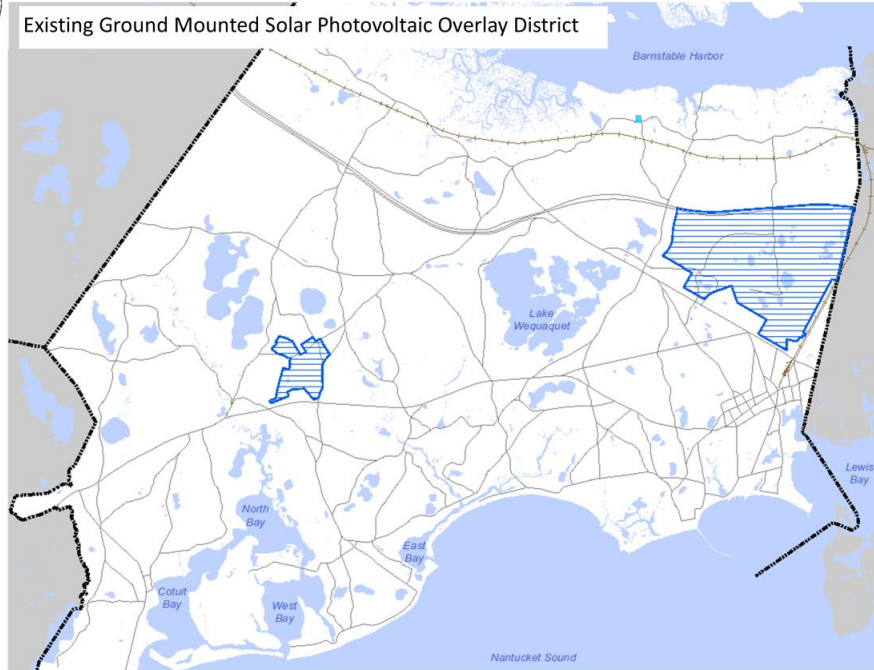 Existing Ground Mounted Solar Photovoltaic Overlay District
Barnstable Harbor
Lake
Wequaquet
Lewis
Bay
North
Bay
East
Bay
Cotuit
Bay
West
Bay
Nantucket Sound